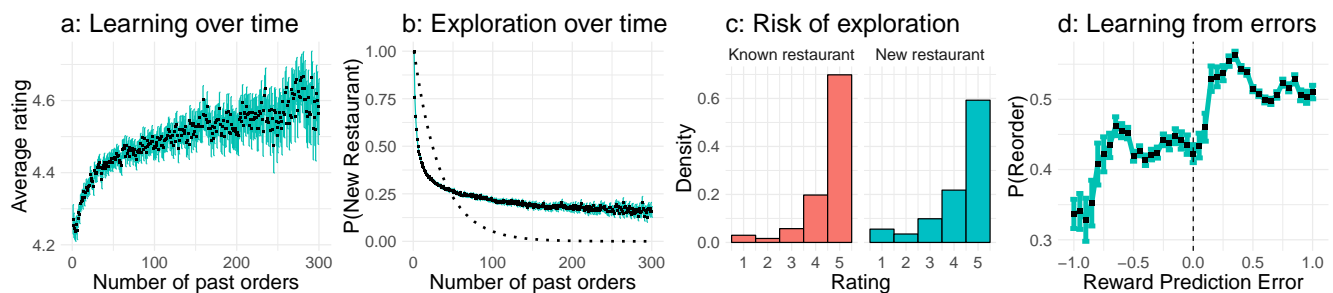 a: Learning over time
Average rating
4.6
4.4
4.2
0 100 200 300
Number of past orders
b: Exploration over time
P(New Restaurant)
1.00
0.75
0.50
0.25
0.00
0 100 200 300
Number of past orders
c: Risk of exploration
Known restaurant New restaurant
Density
0.6
0.4
0.2
0.0
1 2 3 4 5 1 2 3 4 5
Rating
d: Learning from errors
P(Reorder)
0.5
0.4
0.3
−1.0 −0.5 0.0 0.5 1.0
Reward Prediction Error